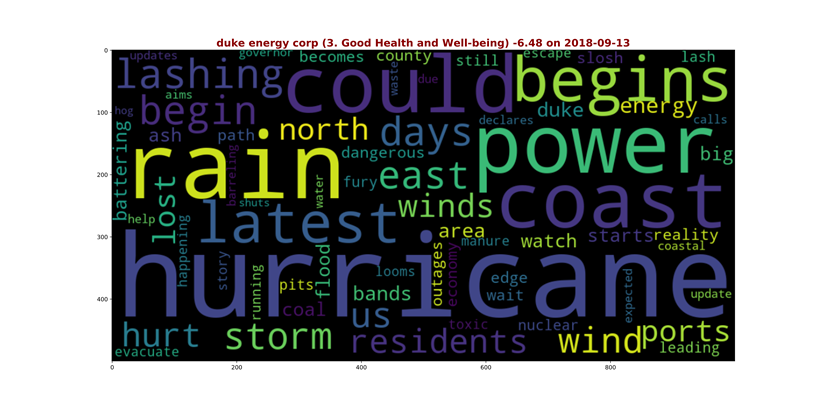 duke energy corp (3. Good Health and Well-being) -6.48 on 2018-09-13
0
100
200
300
400
0
200
400
600
800
updates
governor
becomes
county
still
escape
slosh
lash
lashing
could
begins
waste
due
aims
hog
begin
energy
duke
declares
calls
battering
ash
path
north
days
dangerous
power
big
rain
barreling
east
fury
water
shuts
lost
help
latest
winds
coast
area
manure
watch
starts
reality
coastal
happening
story
hurricane
flood
outages
economy
looms
edge
wait
running
pits
bands
expected
update
coal
us
toxic
nuclear
hurt
storm
residents
wind
ports
leading
evacuate